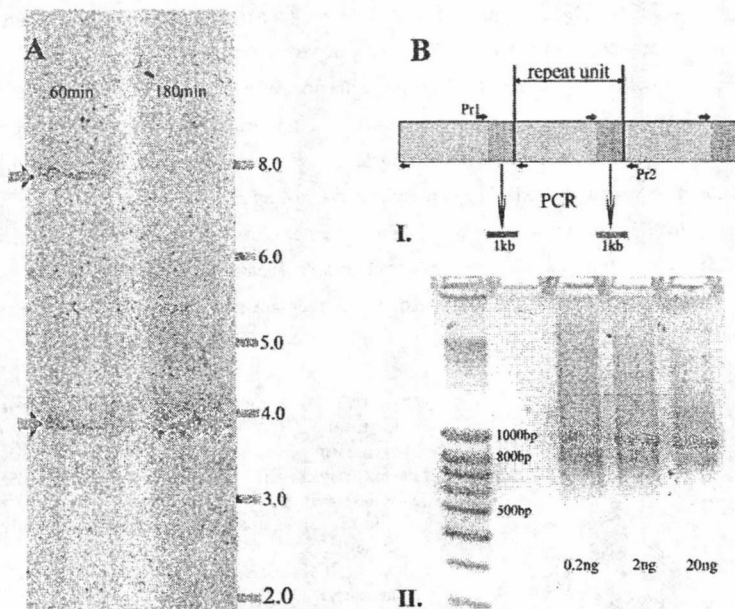 A
60min
180min
8.0
6.0
5.0
4.0
3.0
2.0
B
repeat unit
Pr1
Pr2
PCR
I.
1kb
1kb
1000bp
800bp
500bp
0.2ng
2ng
20ng
II.